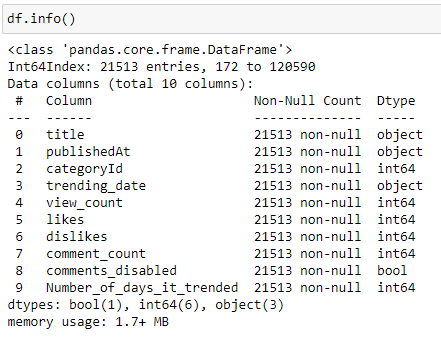 df.info()
<class 'pandas.core.frame.DataFrame'>
Int64Index: 21513 entries, 172 to 120590
Data columns (total 10 columns):
 #   Column                     Non-Null Count  Dtype
---  ------                     --------------  -----
 0   title                      21513 non-null  object
 1   publishedAt                21513 non-null  object
 2   categoryId                 21513 non-null  int64
 3   trending_date              21513 non-null  object
 4   view_count                 21513 non-null  int64
 5   likes                      21513 non-null  int64
 6   dislikes                   21513 non-null  int64
 7   comment_count              21513 non-null  int64
 8   comments_disabled          21513 non-null  bool
 9   Number_of_days_it_trended  21513 non-null  int64
dtypes: bool(1), int64(6), object(3)
memory usage: 1.7+ MB